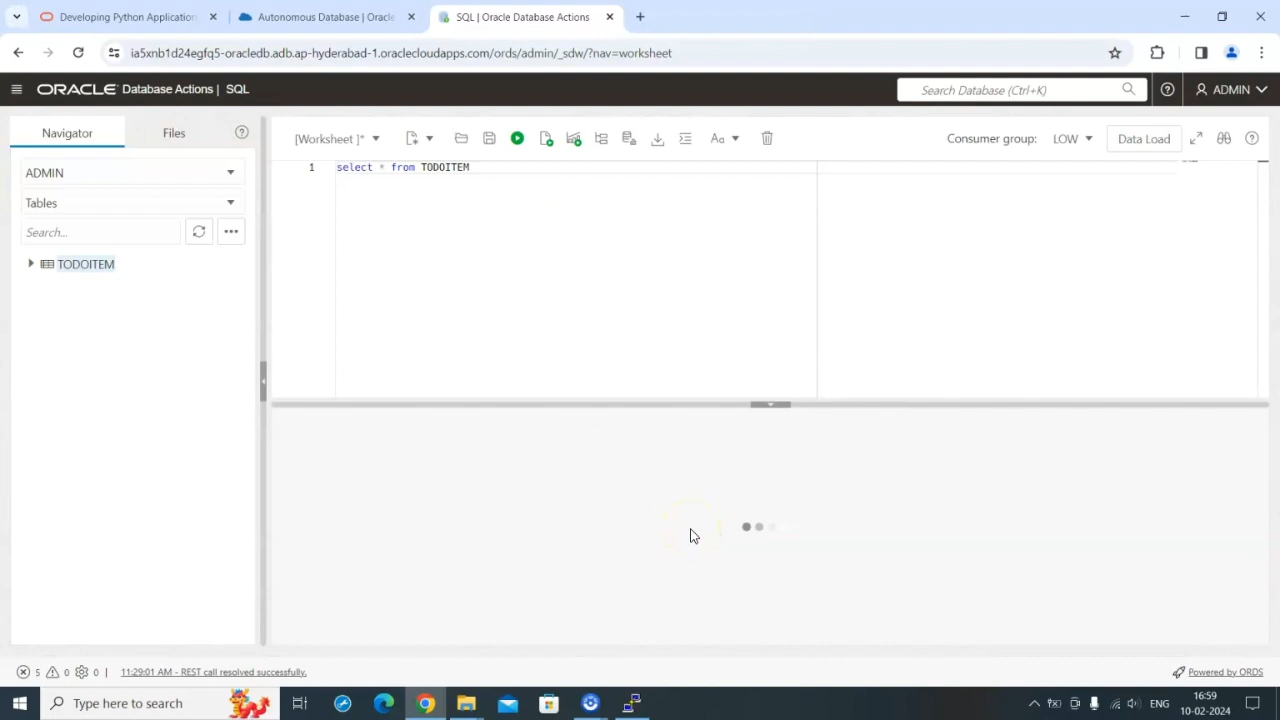 Developing Python Application
Autonomous Database | Oracle
SQL | Oracle Database Actions
ia5xnb1d24egfq5-oracledb.adb.ap-hyderabad-1.oraclecloudapps.com/ords/admin/_sdw/?nav=worksheet
ORACLE Database Actions | SQL
Search Database (Ctrl+K)
ADMIN
Navigator
Files
[Worksheet ]*
Aa
Consumer group:
LOW
Data Load
ADMIN
Tables
Search...
TODOITEM
1 select * from TODOITEM
5 0 0 | 11:29:01 AM - REST call resolved successfully.
Powered by ORDS
Type here to search
ENG
16:59
10-02-2024